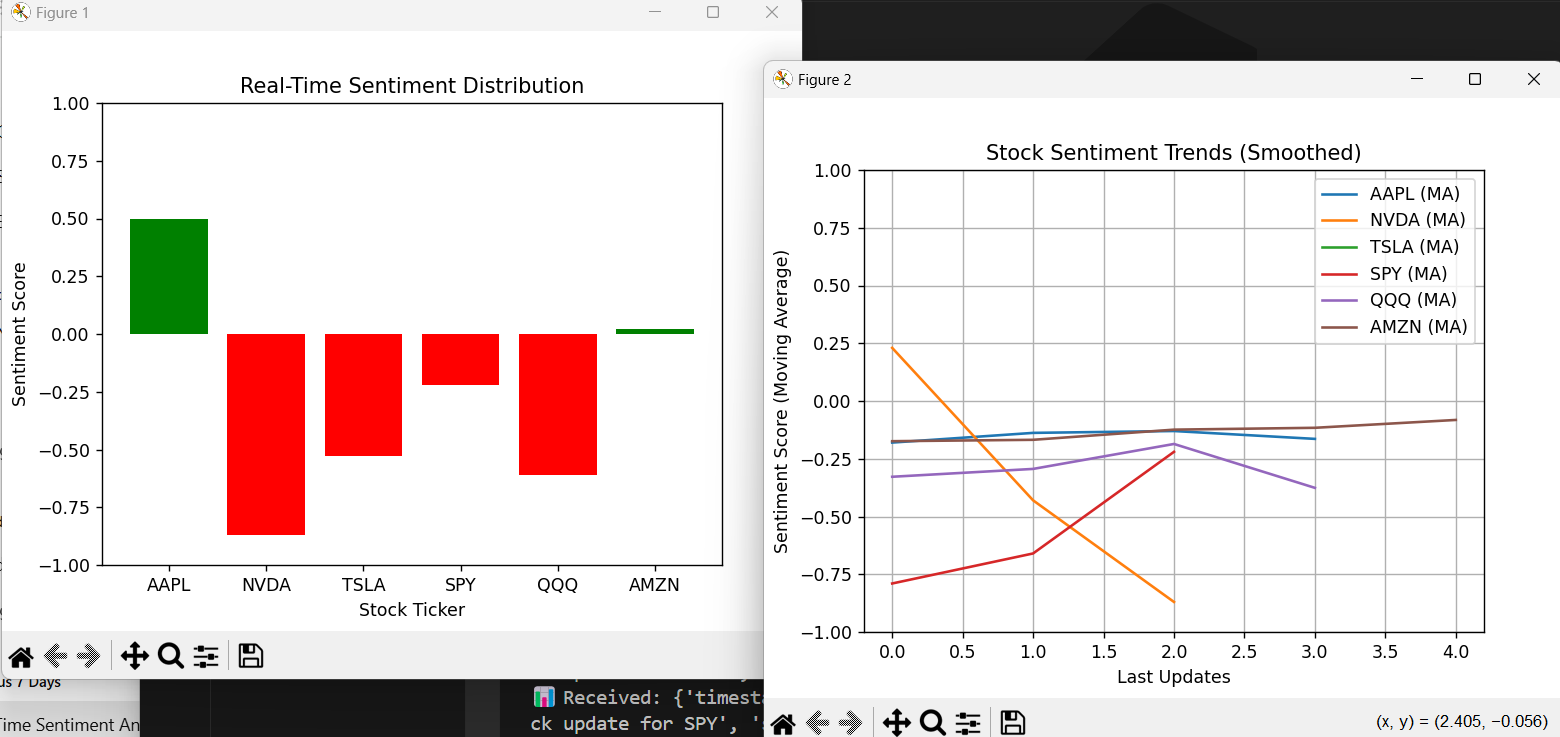 Figure 1
Real-Time Sentiment Distribution
1.00
0.75
0.50
0.25
0.00
−0.25
−0.50
−0.75
−1.00
Sentiment Score
AAPL NVDA TSLA SPY QQQ AMZN
Stock Ticker
us 7 Days
Time Sentiment An
Received: {'timest
ck update for SPY', '
Figure 2
Stock Sentiment Trends (Smoothed)
1.00
0.75
0.50
0.25
0.00
−0.25
−0.50
−0.75
−1.00
Sentiment Score (Moving Average)
AAPL (MA)
NVDA (MA)
TSLA (MA)
SPY (MA)
QQQ (MA)
AMZN (MA)
0.0 0.5 1.0 1.5 2.0 2.5 3.0 3.5 4.0
Last Updates
(x, y) = (2.405, −0.056)